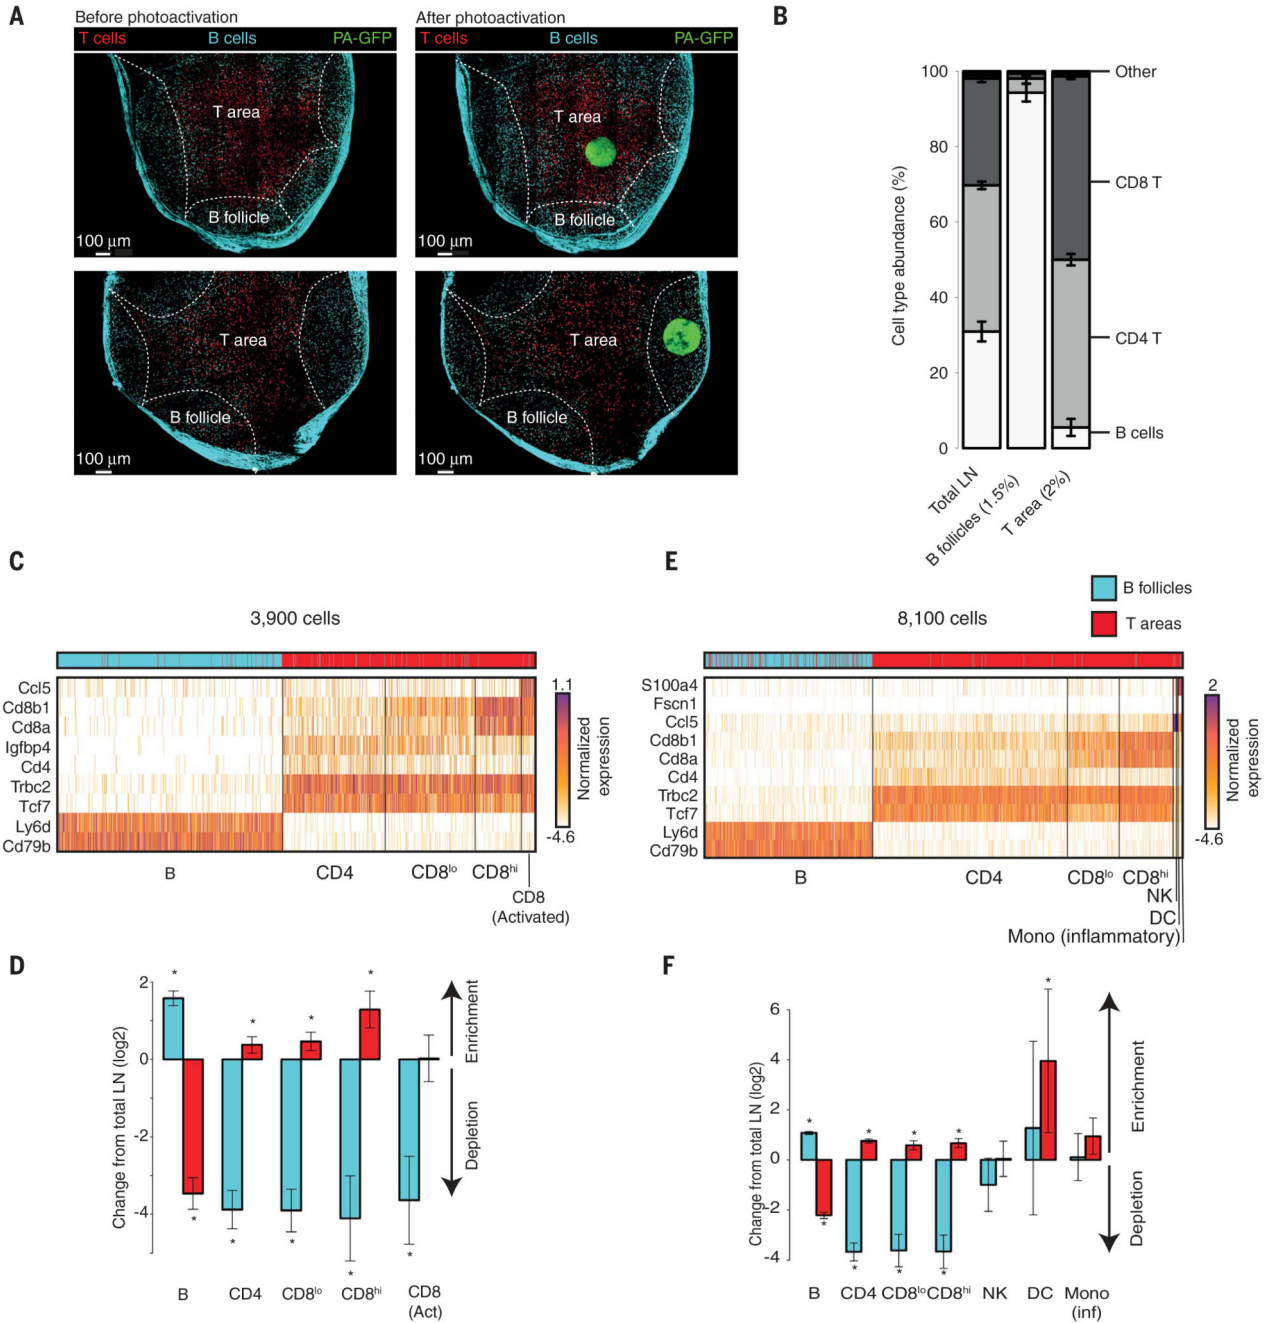 A
Before photoactivation
T cells B cells PA-GFP
T area
B follicle
100 µm
After photoactivation
T cells B cells PA-GFP
T area
B follicle
100 µm
T area
B follicle
100 µm
T area
B follicle
100 µm
B
Cell type abundance (%)
100
80
60
40
20
0
Other
CD8 T
CD4 T
B cells
Total LN
B follicles (1.5%)
T area (2%)
C
3,900 cells
Ccl5
Cd8b1
Cd8a
Igfbp4
Cd4
Trbc2
Tcf7
Ly6d
Cd79b
1.1
-4.6
Normalized
expression
B
CD4
CD8lo
CD8hi
CD8
(Activated)
E
B follicles
T areas
8,100 cells
S100a4
Fscn1
Ccl5
Cd8b1
Cd8a
Cd4
Trbc2
Tcf7
Ly6d
Cd79b
2
-4.6
Normalized
expression
B
CD4
CD8lo
CD8hi
NK
DC
Mono (inflammatory)
D
Change from total LN (log2)
2
0
-2
-4
* * * * * * * * *
Enrichment
Depletion
B
CD4
CD8lo
CD8hi
CD8
(Act)
F
Change from total LN (log2)
6
4
2
0
-2
-4
* * * * * * * * *
Enrichment
Depletion
B
CD4
CD8lo
CD8hi
NK
DC
Mono
(inf)